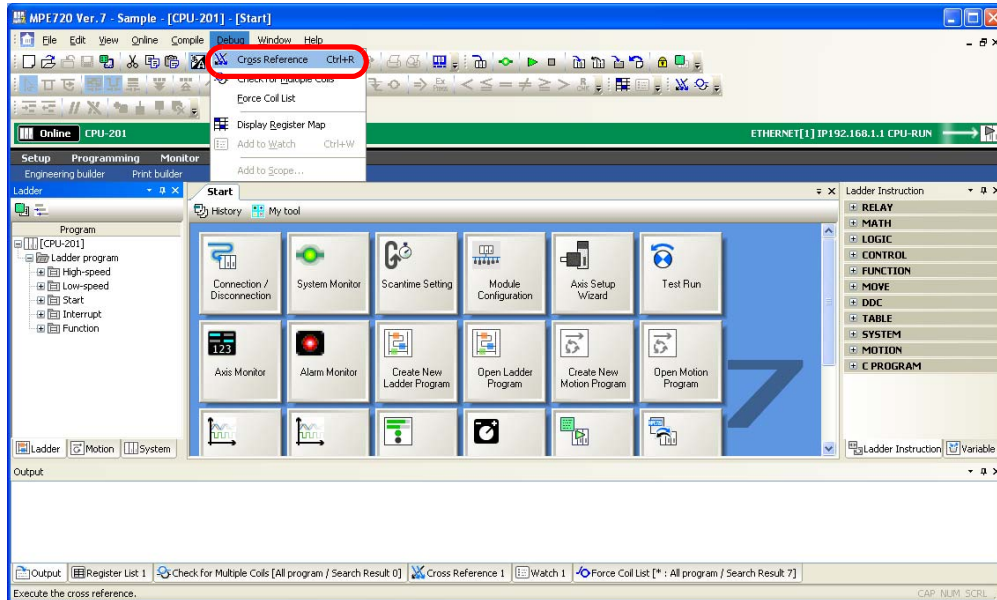 MPE720 Ver. 7 - Sample - [CPU-201] - [Start]
File Edit View Online Compile Debug Window Help
Cross Reference Ctrl+R
Check for Multiple Coils
Force Coil List
Display Register Map
Add to Watch Ctrl+W
Add to Scope...
Online CPU-201
ETHERNET[1] IP192.168.1.1 CPU-RUN
Setup Programming Monitor
Engineering builder Print builder
Ladder
Start
Ladder Instruction
History My tool
Program
[CPU-201]
Ladder program
High-speed
Low-speed
Start
Interrupt
Function
Connection / Disconnection
System Monitor
Scantime Setting
Module Configuration
Axis Setup Wizard
Test Run
123
Axis Monitor
Alarm Monitor
Create New Ladder Program
Open Ladder Program
Create New Motion Program
Open Motion Program
7
RELAY
MATH
LOGIC
CONTROL
FUNCTION
MOVE
DDC
TABLE
SYSTEM
MOTION
C PROGRAM
Ladder Motion System
Ladder Instruction Variable
Output
Output Register List 1 Check for Multiple Coils [All program / Search Result 0] Cross Reference 1 Watch 1 Force Coil List [* : All program / Search Result 7]
Execute the cross reference.
CAP NUM SCRL